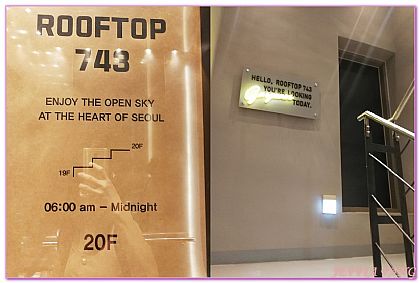 ROOFTOP
743
ENJOY THE OPEN SKY
AT THE HEART OF SEOUL
20F
19F
06:00 am – Midnight
20F
HELLO, ROOFTOP 743
YOU'RE LOOKING
TODAY.